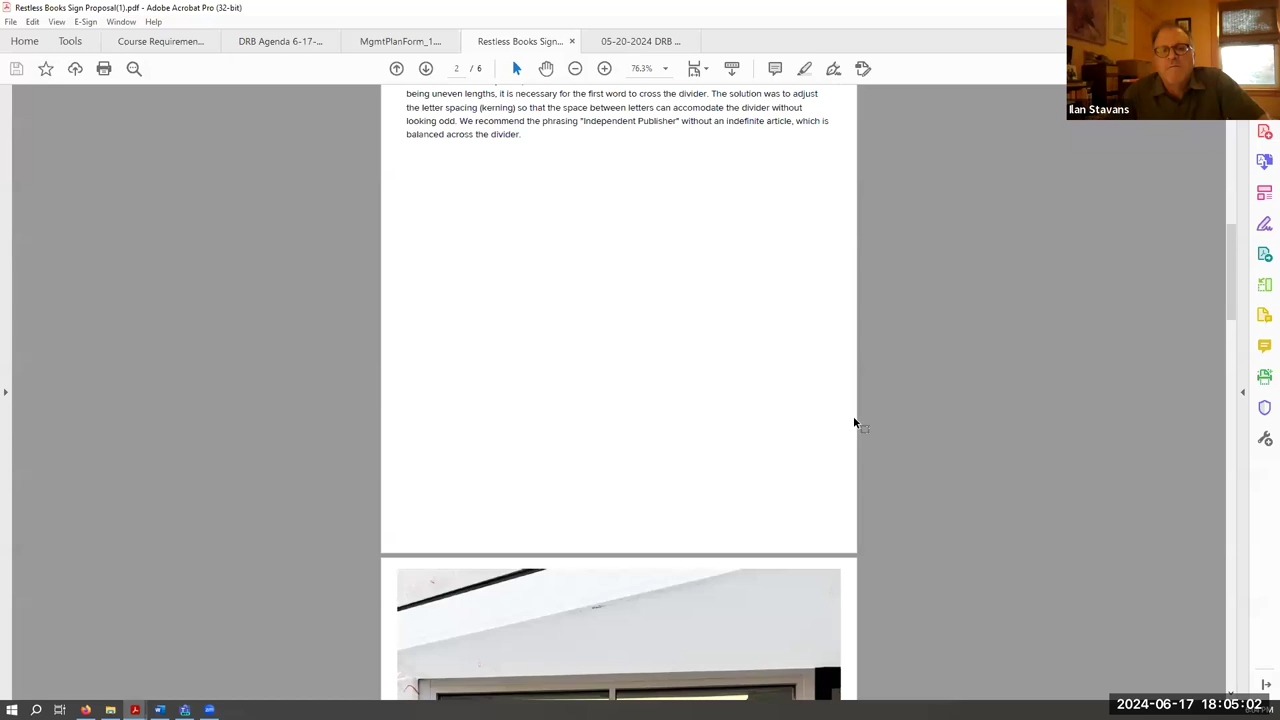 Restless Books Sign Proposal(1).pdf - Adobe Acrobat Pro (32-bit)
File Edit View E-Sign Window Help
Home Tools Course Requiremen... DRB Agenda 6-17-... MgmtPlanForm_1.... Restless Books Sign... × 05-20-2024 DRB ...
2 / 6 76.3%
Ilan Stavans
being uneven lengths, it is necessary for the first word to cross the divider. The solution was to adjust
the letter spacing (kerning) so that the space between letters can accomodate the divider without
looking odd. We recommend the phrasing "Independent Publisher" without an indefinite article, which is
balanced across the divider.
2024-06-17 18:05:02